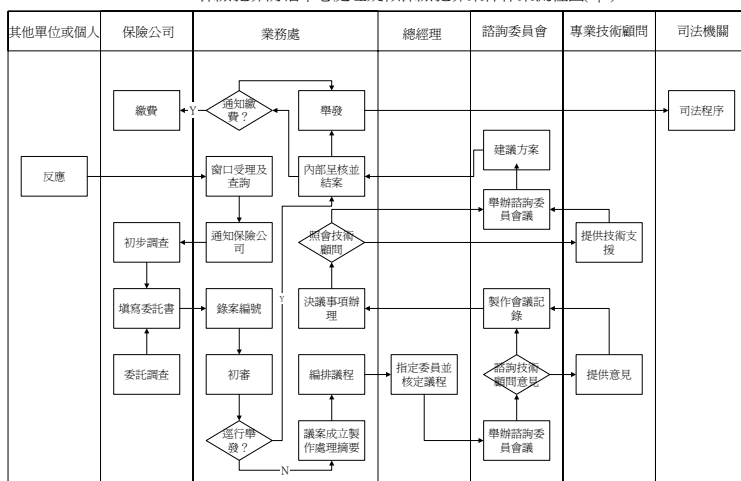 其他單位或個人
保險公司
業務處
總經理
諮詢委員會
專業技術顧問
司法機關
繳費
Y
通知繳
費？
舉發
司法程序
建議方案
反應
窗口受理及
查詢
內部呈核並
結案
舉辦諮詢委
員會議
初步調查
通知保險公
司
照會技術
顧問
提供技術支
援
Y
填寫委託書
錄案編號
決議事項辦
理
製作會議記
錄
委託調查
初審
編排議程
指定委員並
核定議程
諮詢技術
顧問意見
提供意見
逕行舉
發？
議案成立製
作處理摘要
舉辦諮詢委
員會議
N